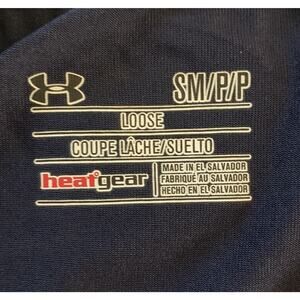 SM/P/P
LOOSE
COUPE LÂCHE/SUELTO
heatgear
MADE IN EL SALVADOR
FABRIQUÉ AU SALVADOR
HECHO EN EL SALVADOR